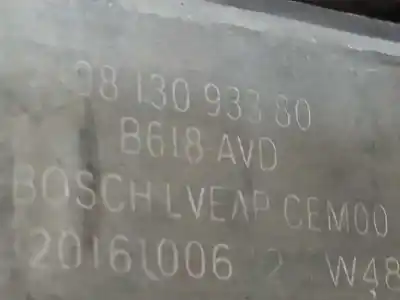 98 130 933 80
B618 AVD
BOSCH LVEAP CEM00
20161006 2 W48